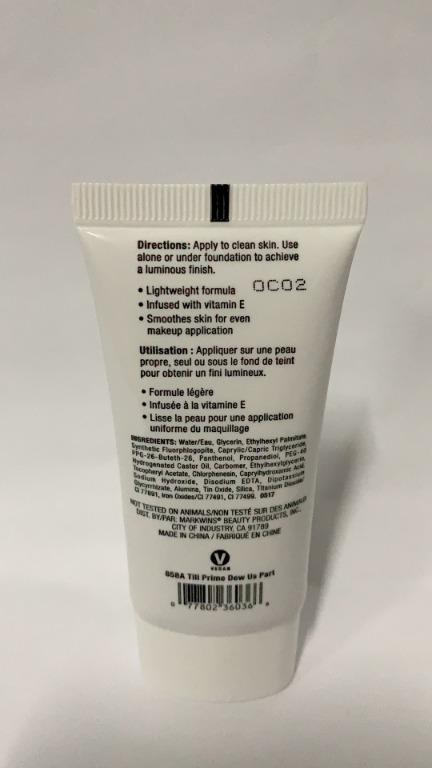 Directions: Apply to clean skin. Use
alone or under foundation to achieve
a luminous finish.
• Lightweight formula
0C02
• Infused with vitamin E
• Smoothes skin for even
makeup application
Utilisation : Appliquer sur une peau
propre, seul ou sous le fond de teint
pour obtenir un fini lumineux.
• Formule légère
• Infusée à la vitamine E
• Lisse la peau pour une application
uniforme du maquillage
INGREDIENTS: Water/Eau, Glycerin, Ethylhexyl Palmitate,
Synthetic Fluorphlogopite, Caprylic/Capric Triglyceride,
PPG-26-Buteth-26, Panthenol, Propanediol, PEG-40
Hydrogenated Castor Oil, Carbomer, Ethylhexylglycerin,
Tocopheryl Acetate, Chlorphenesin, Caprylhydroxamic Acid,
Sodium Hydroxide, Disodium EDTA, Dipotassium
Glycyrrhizate, Alumina, Tin Oxide, Silica, Titanium Dioxide/
CI 77891, Iron Oxides/CI 77491, CI 77499. 0517
NOT TESTED ON ANIMALS/NON TESTÉ SUR DES ANIMAUX
DIST. BY/PAR: MARKWINS® BEAUTY PRODUCTS, INC.
CITY OF INDUSTRY, CA 91789
MADE IN CHINA / FABRIQUÉ EN CHINE
V
VEGAN
858A Till Prime Dew Us Part
0 77802 36036